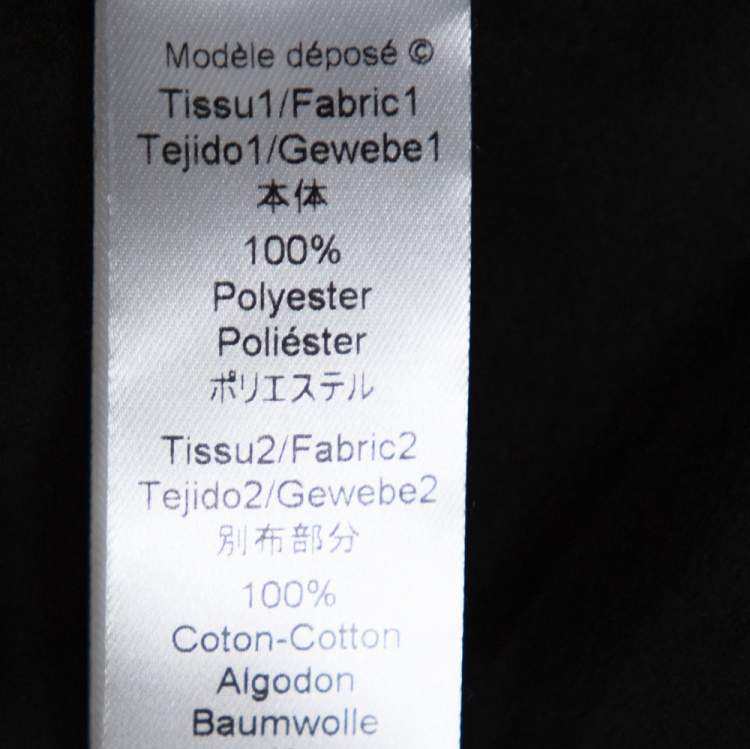 Modèle déposé ©
Tissu1/Fabric1
Tejido1/Gewebe1
本体
100%
Polyester
Poliéster
ポリエステル
Tissu2/Fabric2
Tejido2/Gewebe2
別布部分
100%
Coton-Cotton
Algodon
Baumwolle